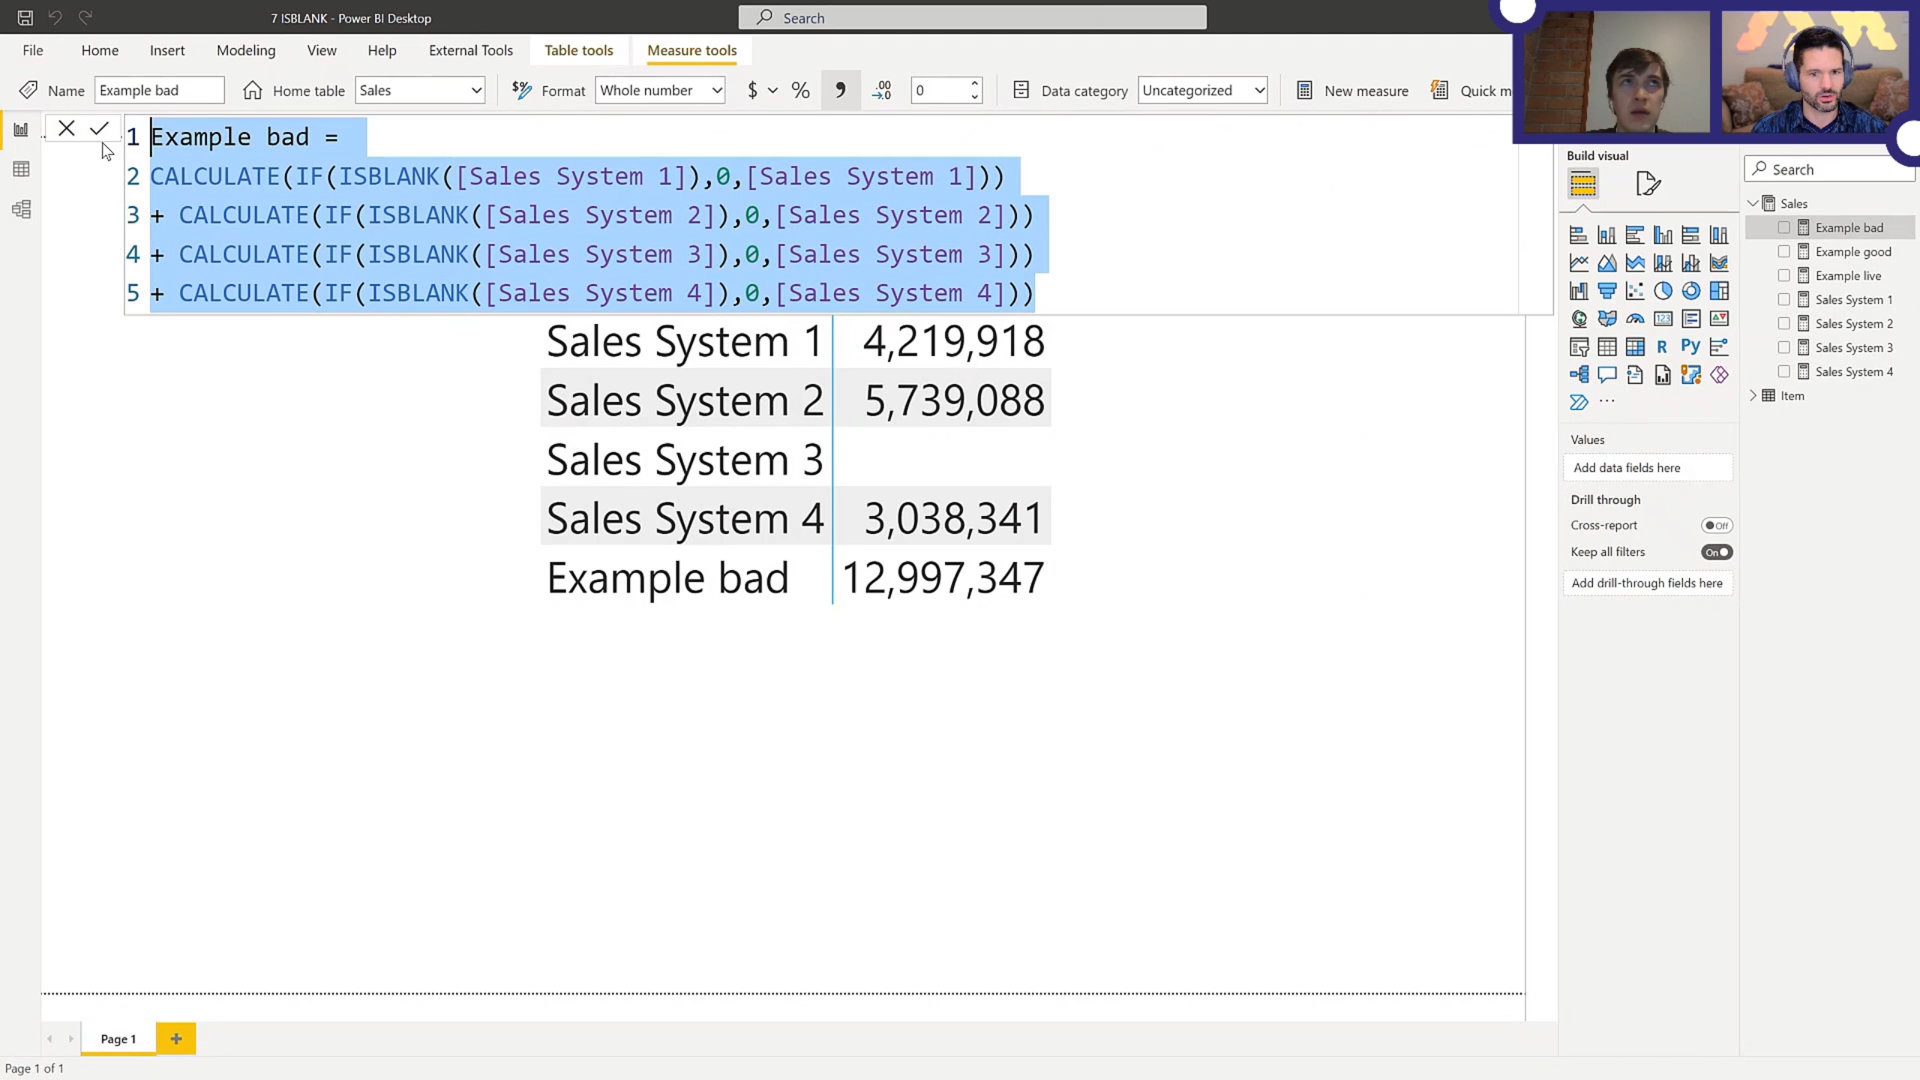 7 ISBLANK - Power BI Desktop
Search
File Home Insert Modeling View Help External Tools Table tools Measure tools
Name Example bad Home table Sales Format Whole number $ % , .00 0 Data category Uncategorized New measure Quick m
1 Example bad =
2 CALCULATE(IF(ISBLANK([Sales System 1]),0,[Sales System 1]))
3 + CALCULATE(IF(ISBLANK([Sales System 2]),0,[Sales System 2]))
4 + CALCULATE(IF(ISBLANK([Sales System 3]),0,[Sales System 3]))
5 + CALCULATE(IF(ISBLANK([Sales System 4]),0,[Sales System 4]))
Sales System 1 4,219,918
Sales System 2 5,739,088
Sales System 3
Sales System 4 3,038,341
Example bad 12,997,347
Build visual
R Py
123
...
Values
Add data fields here
Drill through
Cross-report Off
Keep all filters On
Add drill-through fields here
Search
Sales
Example bad
Example good
Example live
Sales System 1
Sales System 2
Sales System 3
Sales System 4
Item
Page 1 +
Page 1 of 1